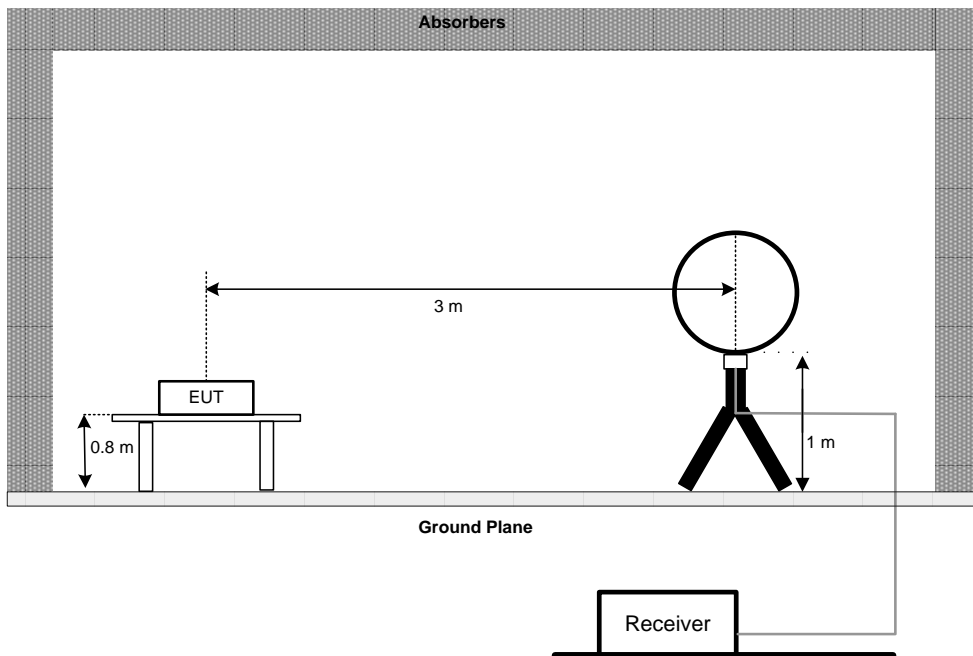 Absorbers
3 m
EUT
0.8 m
1 m
Ground Plane
Receiver